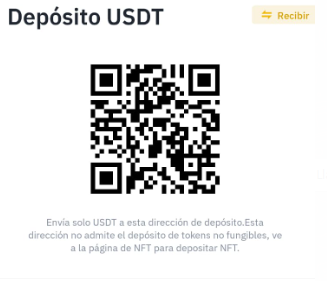 Depósito USDT
Recibir
Envía solo USDT a esta dirección de depósito.Esta
dirección no admite el depósito de tokens no fungibles, ve
a la página de NFT para depositar NFT.